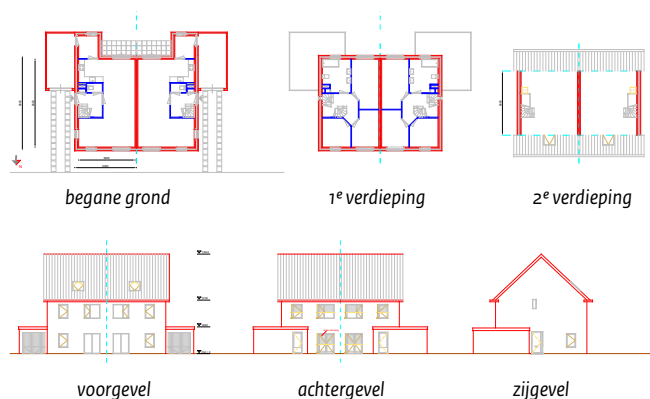 begane grond
1ᵉ verdieping
2ᵉ verdieping
voorgevel
achtergevel
zijgevel